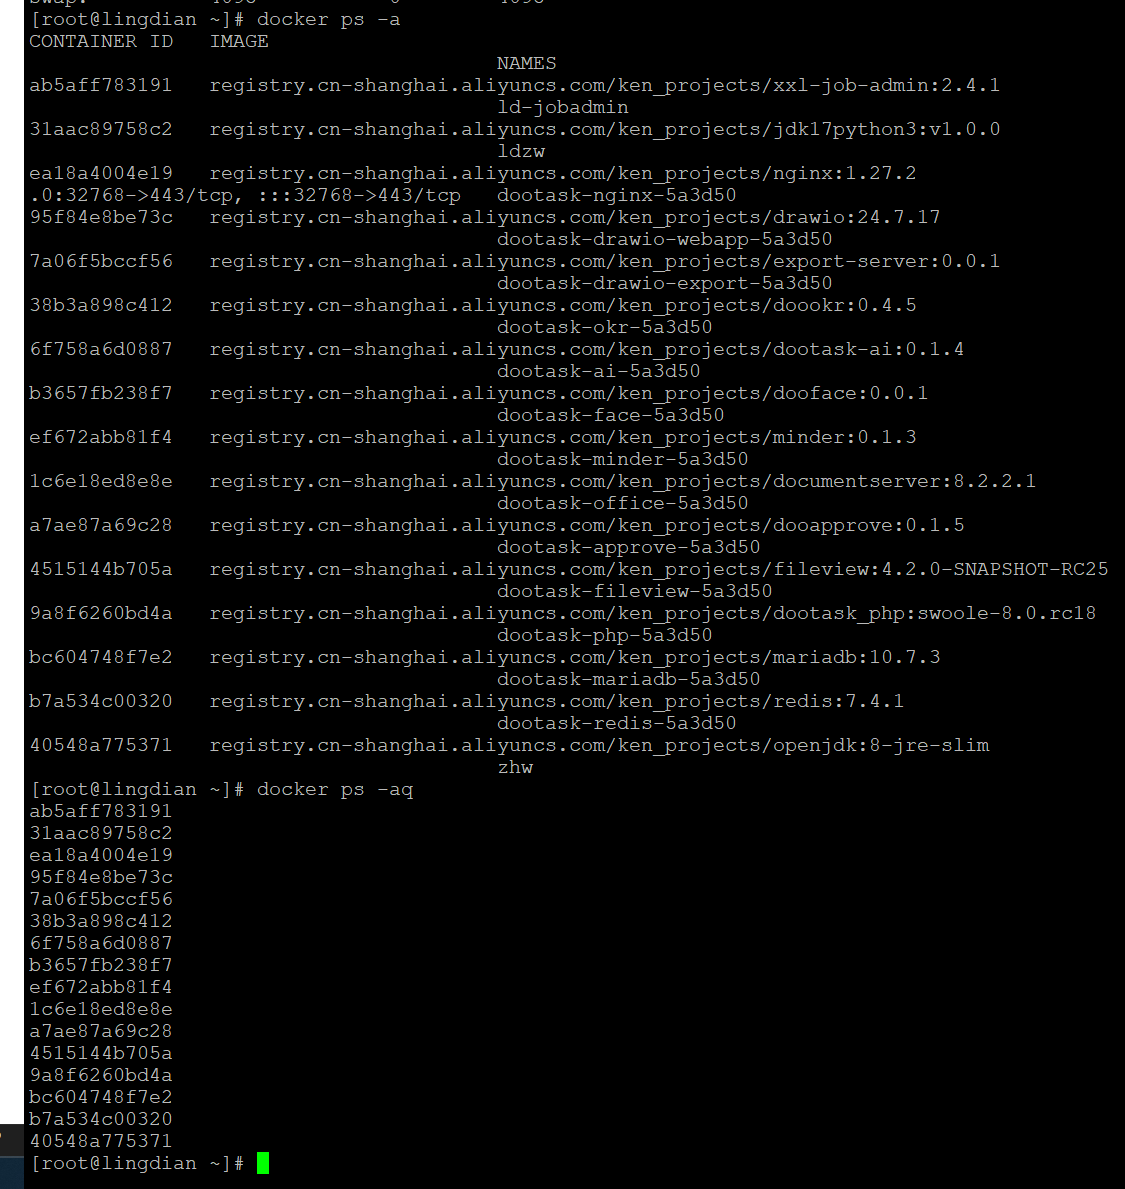 [root@lingdian ~]# docker ps -a
CONTAINER ID   IMAGE
NAMES
ab5aff783191   registry.cn-shanghai.aliyuncs.com/ken_projects/xxl-job-admin:2.4.1
ld-jobadmin
31aac89758c2   registry.cn-shanghai.aliyuncs.com/ken_projects/jdk17python3:v1.0.0
ldzw
ea18a4004e19   registry.cn-shanghai.aliyuncs.com/ken_projects/nginx:1.27.2
.0:32768->443/tcp, :::32768->443/tcp   dootask-nginx-5a3d50
95f84e8be73c   registry.cn-shanghai.aliyuncs.com/ken_projects/drawio:24.7.17
dootask-drawio-webapp-5a3d50
7a06f5bccf56   registry.cn-shanghai.aliyuncs.com/ken_projects/export-server:0.0.1
dootask-drawio-export-5a3d50
38b3a898c412   registry.cn-shanghai.aliyuncs.com/ken_projects/doookr:0.4.5
dootask-okr-5a3d50
6f758a6d0887   registry.cn-shanghai.aliyuncs.com/ken_projects/dootask-ai:0.1.4
dootask-ai-5a3d50
b3657fb238f7   registry.cn-shanghai.aliyuncs.com/ken_projects/dooface:0.0.1
dootask-face-5a3d50
ef672abb81f4   registry.cn-shanghai.aliyuncs.com/ken_projects/minder:0.1.3
dootask-minder-5a3d50
1c6e18ed8e8e   registry.cn-shanghai.aliyuncs.com/ken_projects/documentserver:8.2.2.1
dootask-office-5a3d50
a7ae87a69c28   registry.cn-shanghai.aliyuncs.com/ken_projects/dooapprove:0.1.5
dootask-approve-5a3d50
4515144b705a   registry.cn-shanghai.aliyuncs.com/ken_projects/fileview:4.2.0-SNAPSHOT-RC25
dootask-fileview-5a3d50
9a8f6260bd4a   registry.cn-shanghai.aliyuncs.com/ken_projects/dootask_php:swoole-8.0.rc18
dootask-php-5a3d50
bc604748f7e2   registry.cn-shanghai.aliyuncs.com/ken_projects/mariadb:10.7.3
dootask-mariadb-5a3d50
b7a534c00320   registry.cn-shanghai.aliyuncs.com/ken_projects/redis:7.4.1
dootask-redis-5a3d50
40548a775371   registry.cn-shanghai.aliyuncs.com/ken_projects/openjdk:8-jre-slim
zhw
[root@lingdian ~]# docker ps -aq
ab5aff783191
31aac89758c2
ea18a4004e19
95f84e8be73c
7a06f5bccf56
38b3a898c412
6f758a6d0887
b3657fb238f7
ef672abb81f4
1c6e18ed8e8e
a7ae87a69c28
4515144b705a
9a8f6260bd4a
bc604748f7e2
b7a534c00320
40548a775371
[root@lingdian ~]#